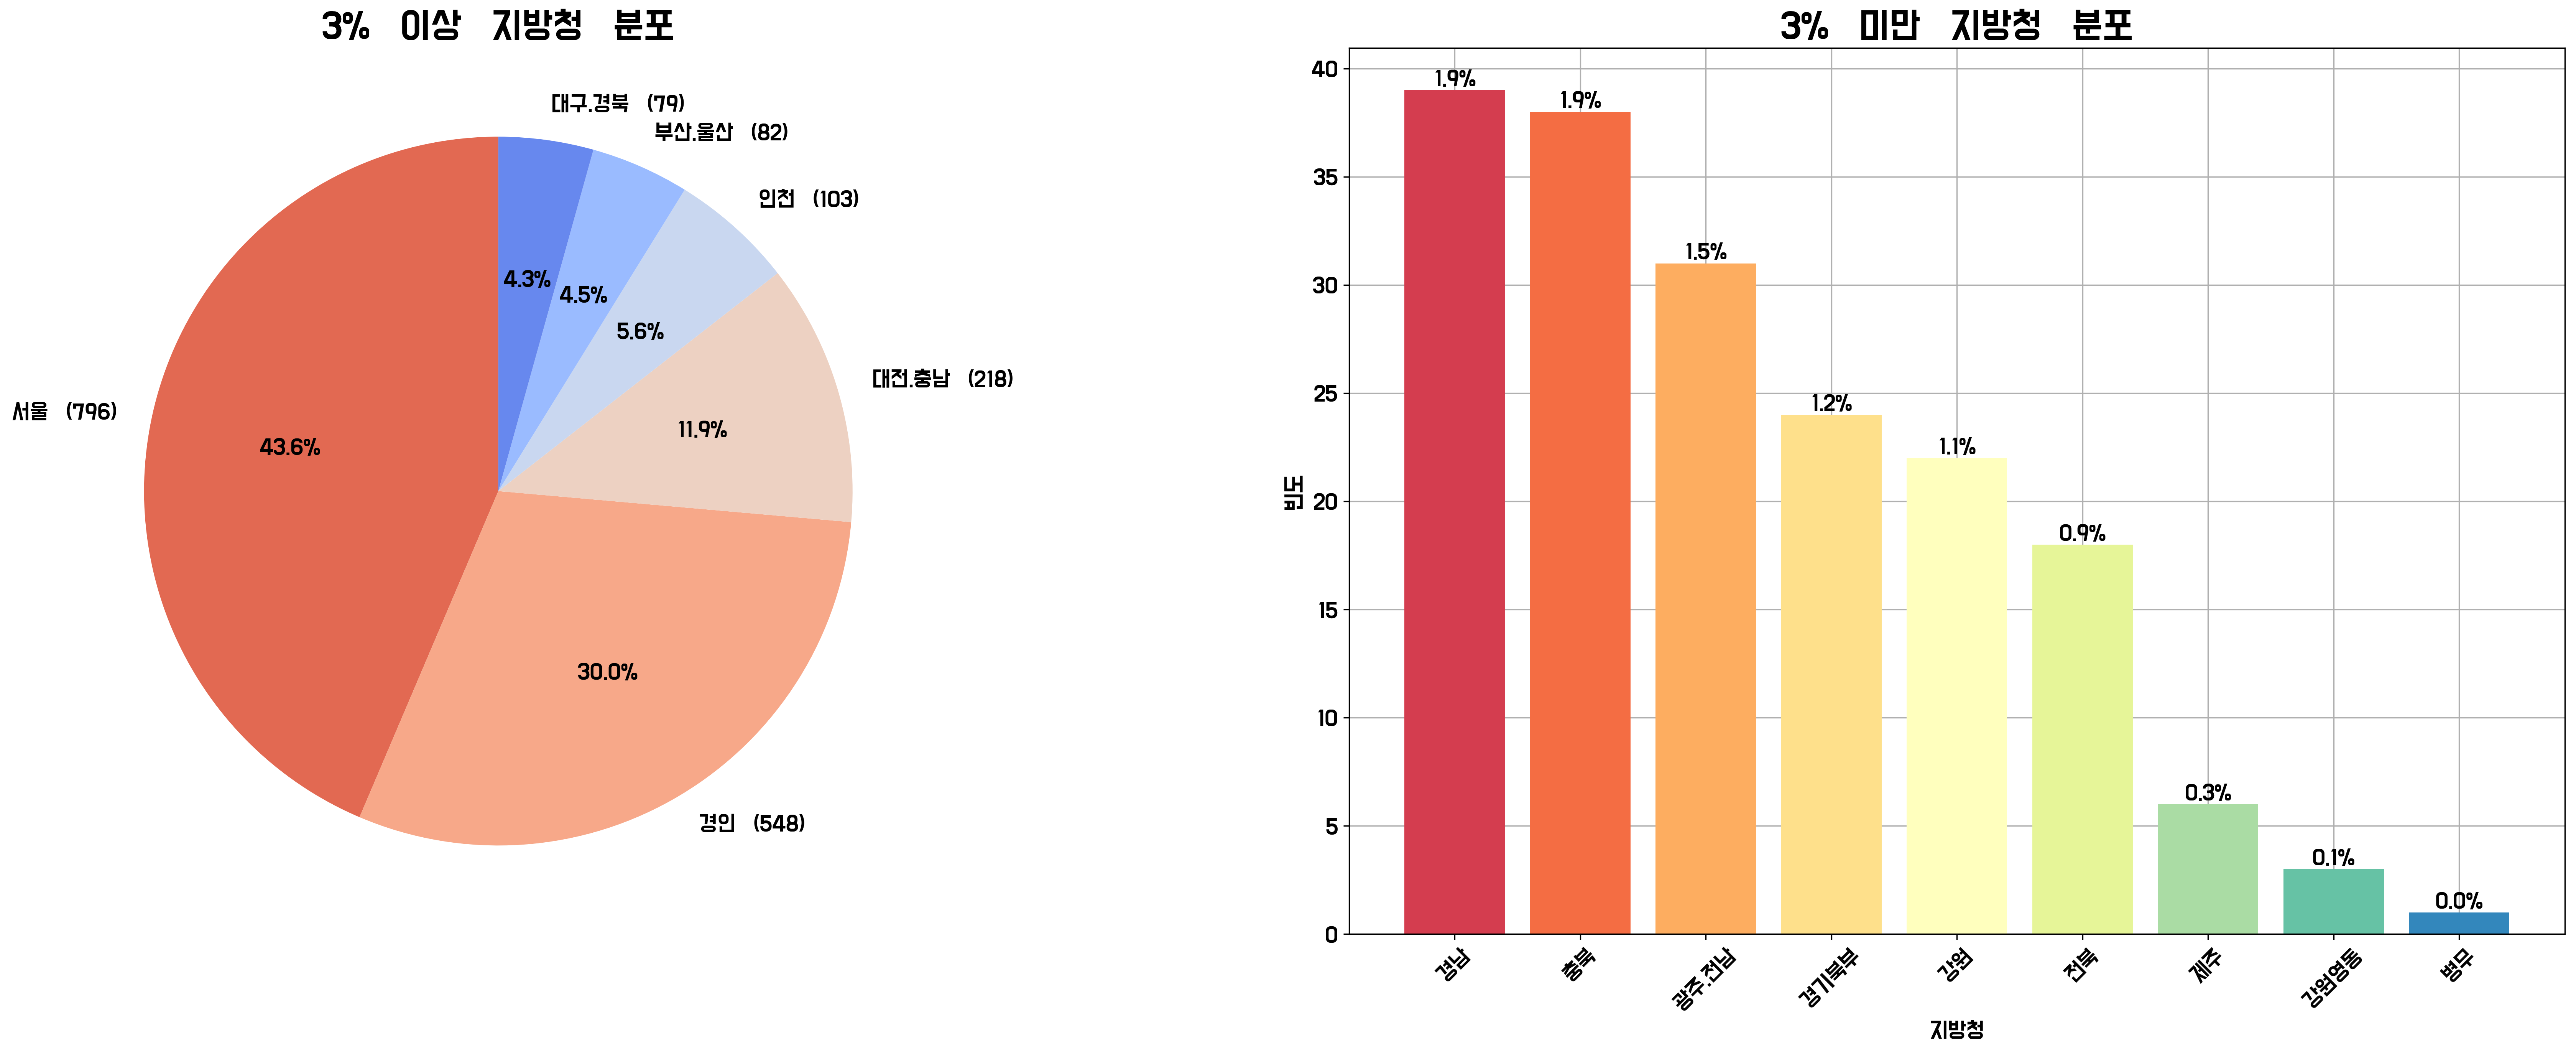 3% 이상 지방청 분포
대구.경북 (79)
부산.울산 (82)
인천 (103)
대전.충남 (218)
서울 (796)
경인 (548)
4.3%
4.5%
5.6%
11.9%
43.6%
30.0%
3% 미만 지방청 분포
빈도
40
35
30
25
20
15
10
5
0
1.9%
1.9%
1.5%
1.2%
1.1%
0.9%
0.3%
0.1%
0.0%
경남
충북
광주.전남
경기북부
강원
전북
제주
강원영동
병무
지방청